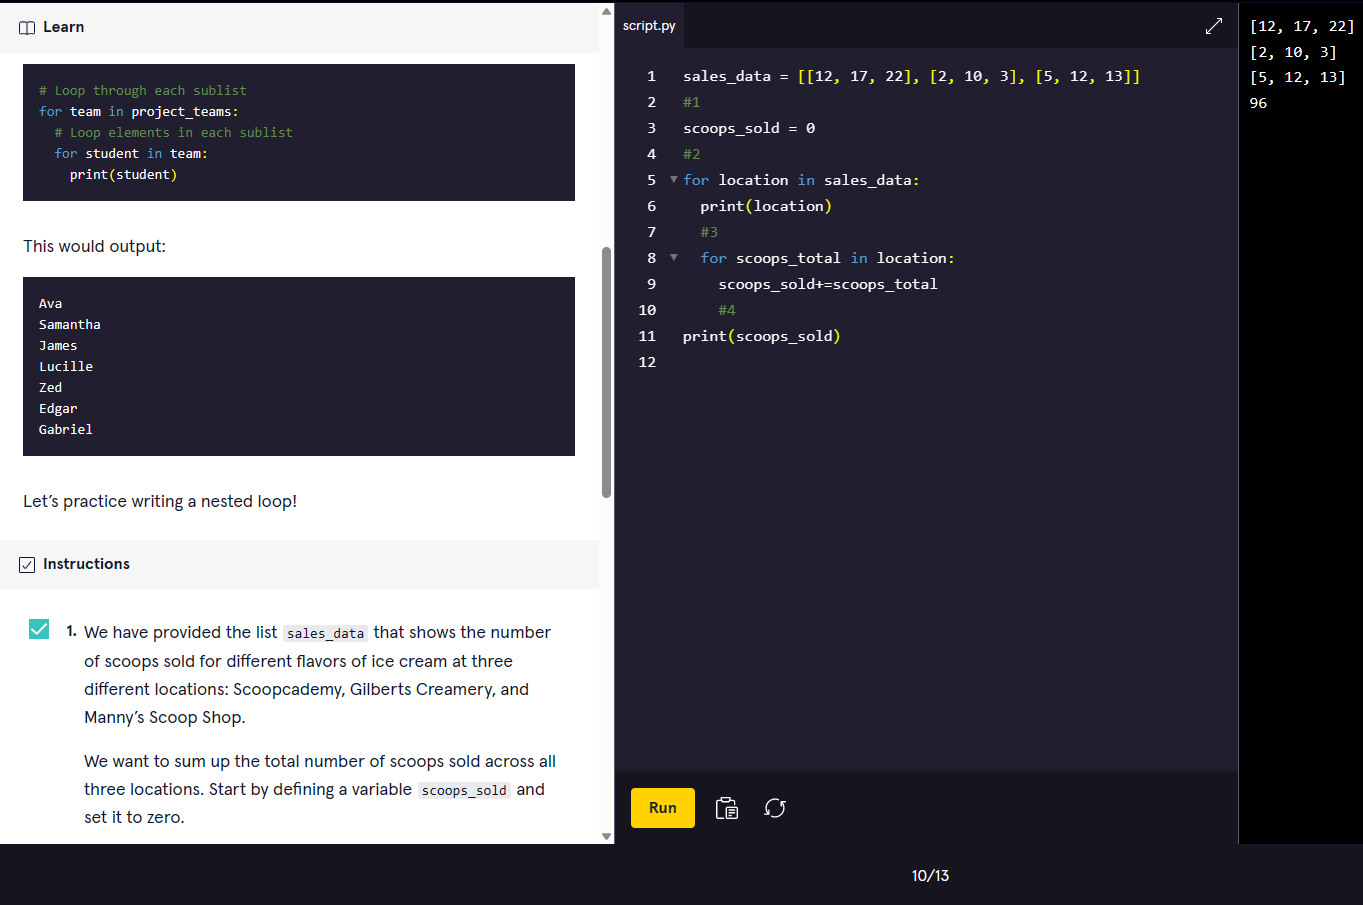 Learn
# Loop through each sublist
for team in project_teams:
  # Loop elements in each sublist
  for student in team:
    print(student)
This would output:
Ava
Samantha
James
Lucille
Zed
Edgar
Gabriel
Let’s practice writing a nested loop!
Instructions
1. We have provided the list sales_data that shows the number
of scoops sold for different flavors of ice cream at three
different locations: Scoopcademy, Gilberts Creamery, and
Manny’s Scoop Shop.
We want to sum up the total number of scoops sold across all
three locations. Start by defining a variable scoops_sold and
set it to zero.
script.py
1 sales_data = [[12, 17, 22], [2, 10, 3], [5, 12, 13]]
2 #1
3 scoops_sold = 0
4 #2
5 for location in sales_data:
6   print(location)
7   #3
8   for scoops_total in location:
9     scoops_sold+=scoops_total
10     #4
11 print(scoops_sold)
12
Run
[12, 17, 22]
[2, 10, 3]
[5, 12, 13]
96
10/13